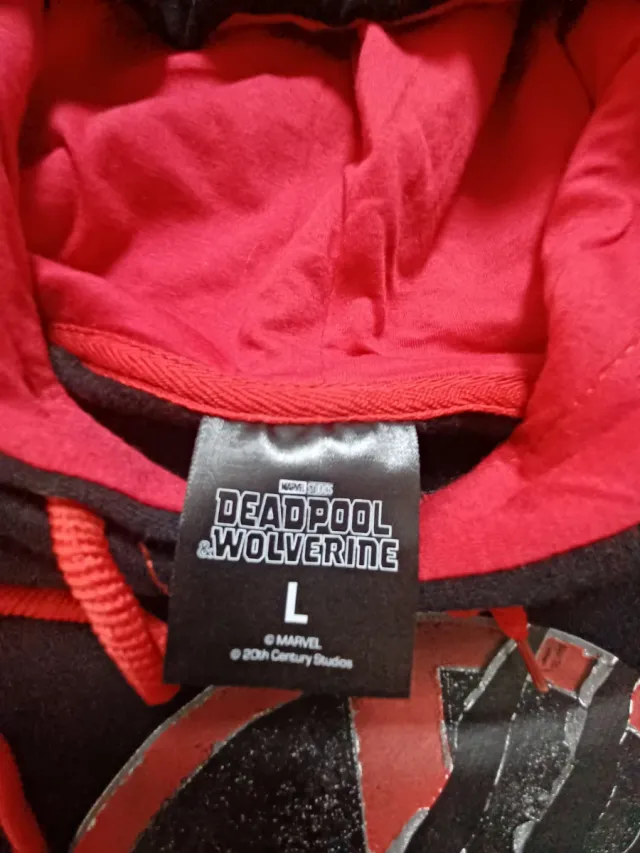 MARVEL STUDIOS
DEADPOOL
& WOLVERINE
L
© MARVEL
© 20th Century Studios